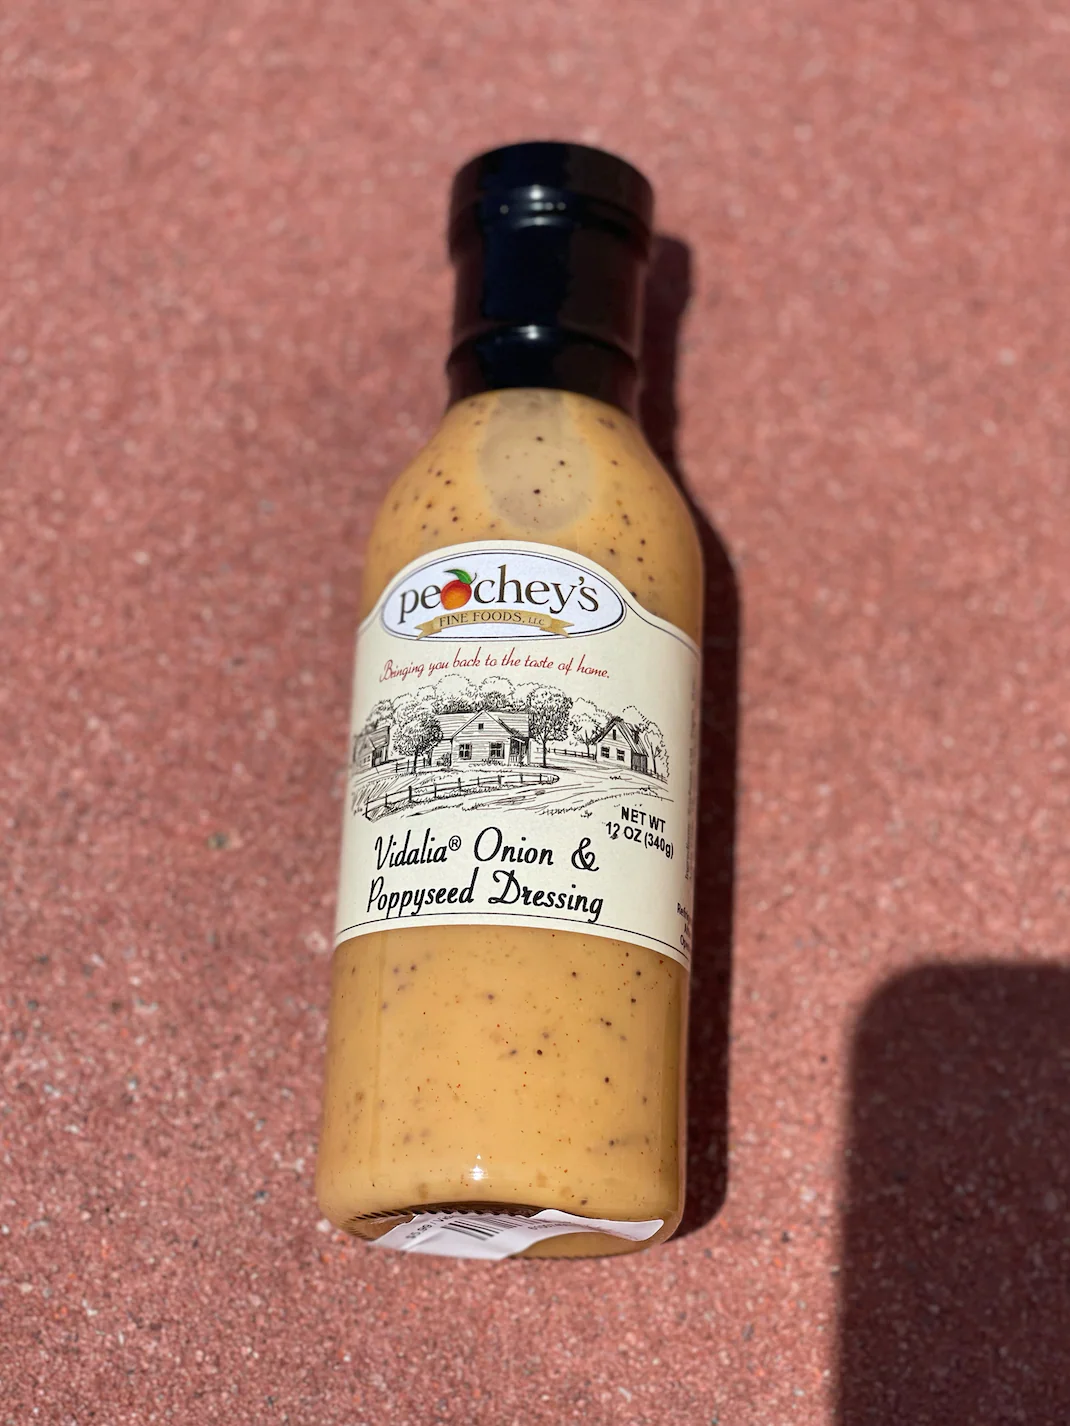 peachey's
FINE FOODS, LLC
Bringing you back to the taste of home.
NET WT
12 OZ (340g)
Vidalia® Onion &
Poppyseed Dressing